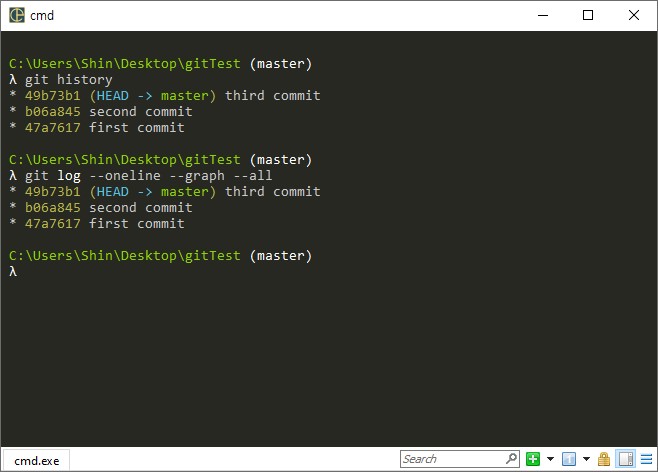 cmd
C:\Users\Shin\Desktop\gitTest (master)
λ git history
* 49b73b1 (HEAD -> master) third commit
* b06a845 second commit
* 47a7617 first commit
C:\Users\Shin\Desktop\gitTest (master)
λ git log --oneline --graph --all
* 49b73b1 (HEAD -> master) third commit
* b06a845 second commit
* 47a7617 first commit
C:\Users\Shin\Desktop\gitTest (master)
λ
cmd.exe
Search